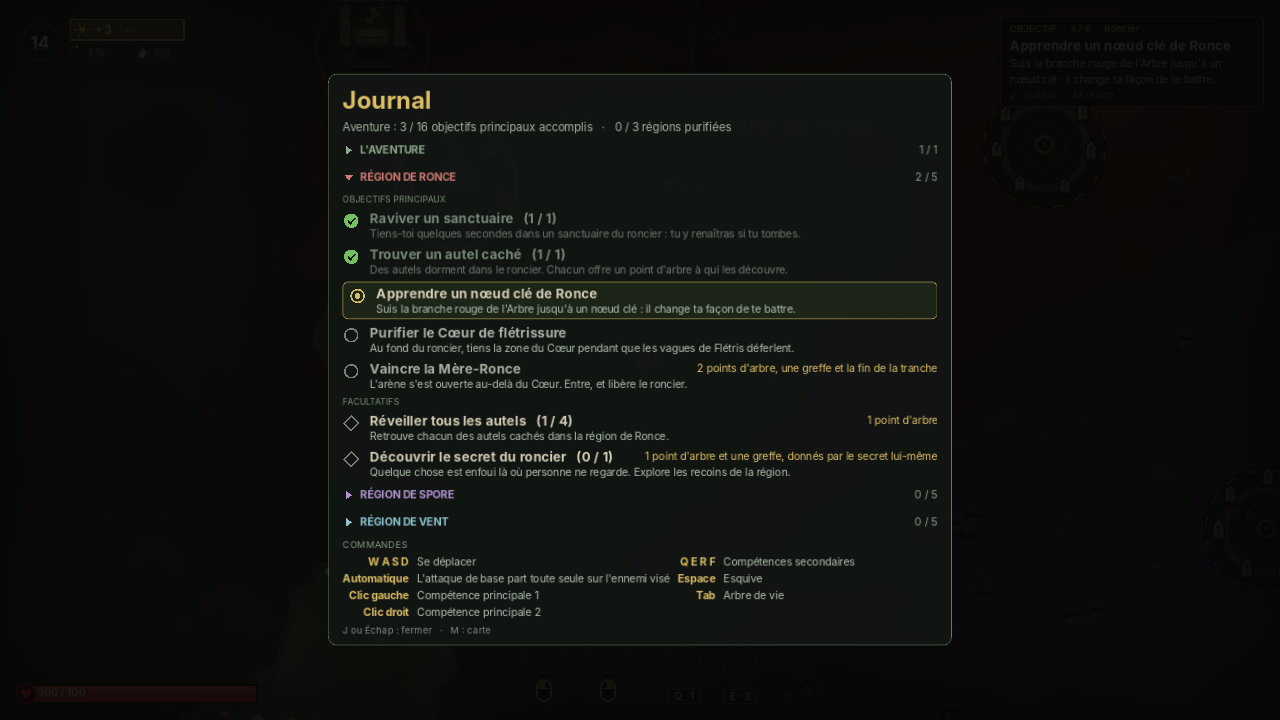 14
+3 Tab
1 %
312
OBJECTIF · 4 / 6 · Roncier
Apprendre un nœud clé de Ronce
Suis la branche rouge de l'Arbre jusqu'à un
nœud clé : il change ta façon de te battre.
J : journal · M : carte
Journal
Aventure : 3 / 16 objectifs principaux accomplis · 0 / 3 régions purifiées
L'AVENTURE 1 / 1
RÉGION DE RONCE 2 / 5
OBJECTIFS PRINCIPAUX
Raviver un sanctuaire (1 / 1)
Tiens-toi quelques secondes dans un sanctuaire du roncier : tu y renaîtras si tu tombes.
Trouver un autel caché (1 / 1)
Des autels dorment dans le roncier. Chacun offre un point d'arbre à qui les découvre.
Apprendre un nœud clé de Ronce
Suis la branche rouge de l'Arbre jusqu'à un nœud clé : il change ta façon de te battre.
Purifier le Cœur de flétrissure
Au fond du roncier, tiens la zone du Cœur pendant que les vagues de Flétris déferlent.
Vaincre la Mère-Ronce 2 points d'arbre, une greffe et la fin de la tranche
L'arène s'est ouverte au-delà du Cœur. Entre, et libère le roncier.
FACULTATIFS
Réveiller tous les autels (1 / 4) 1 point d'arbre
Retrouve chacun des autels cachés dans la région de Ronce.
Découvrir le secret du roncier (0 / 1) 1 point d'arbre et une greffe, donnés par le secret lui-même
Quelque chose est enfoui là où personne ne regarde. Explore les recoins de la région.
RÉGION DE SPORE 0 / 5
RÉGION DE VENT 0 / 5
COMMANDES
W A S D Se déplacer Q E R F Compétences secondaires
Automatique L'attaque de base part toute seule sur l'ennemi visé Espace Esquive
Clic gauche Compétence principale 1 Tab Arbre de vie
Clic droit Compétence principale 2
J ou Échap : fermer · M : carte
100 / 100
Q · 1
E · 2